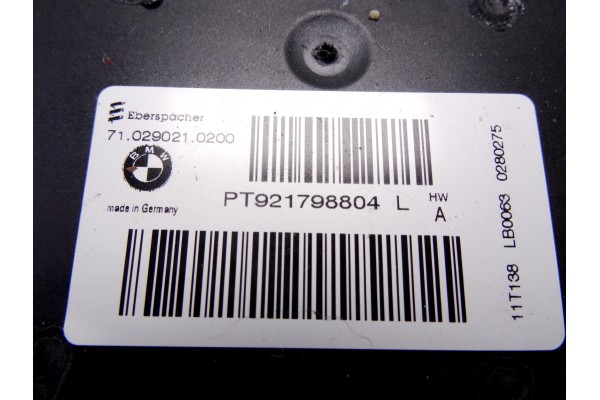 Eberspächer
71.029021.0200
BMW
made in Germany
PT921798804 L
HW
A
11T138 LB0063 0280275